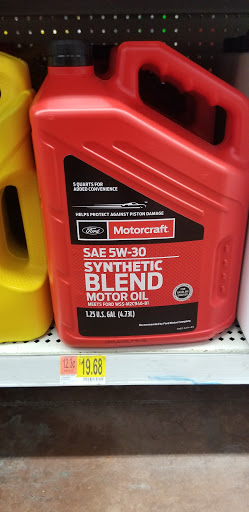 5 QUARTS FOR
ADDED CONVENIENCE
HELPS PROTECT AGAINST PISTON DAMAGE
Ford Motorcraft
SAE 5W-30
SYNTHETIC
BLEND
MOTOR OIL
MEETS FORD WSS-M2C946-B1
1.25 U.S. GAL (4.73L)
19.68